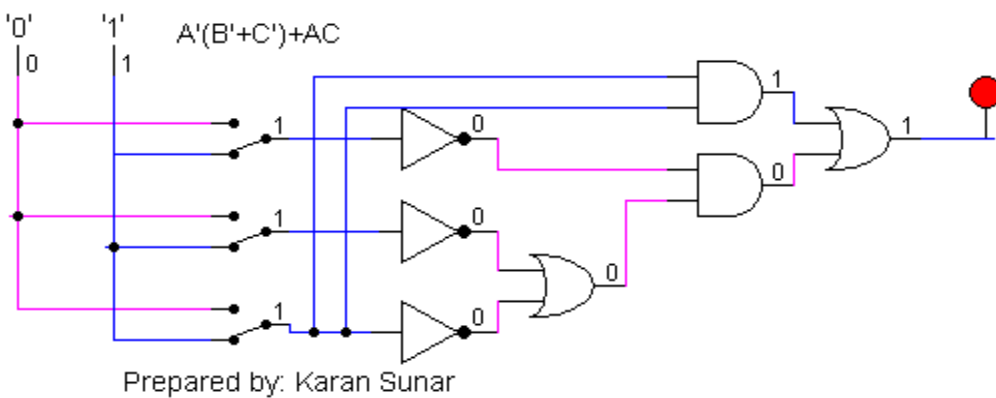 '0' '1' A'(B'+C')+AC
0 1
1
1 0 1
0
1 0
0
1 0
Prepared by: Karan Sunar